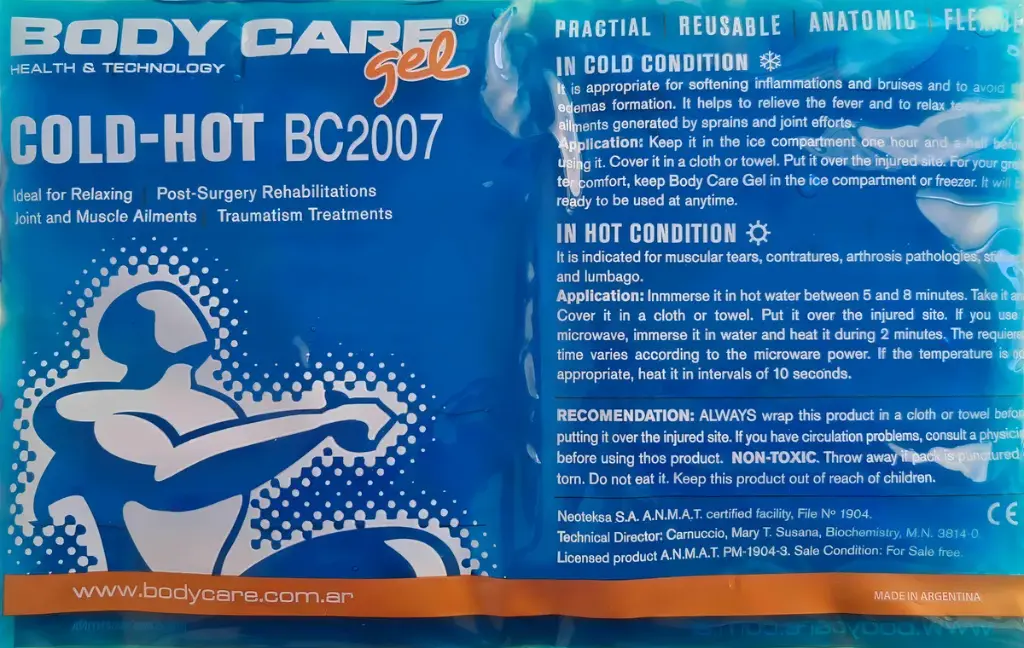 BODY CARE®
gel
HEALTH & TECHNOLOGY
COLD-HOT BC2007
Ideal for Relaxing | Post-Surgery Rehabilitations
Joint and Muscle Ailments | Traumatism Treatments
www.bodycare.com.ar
PRACTIAL | REUSABLE | ANATOMIC | FLEXIBLE
IN COLD CONDITION
It is appropriate for softening inflammations and bruises and to avoid
edemas formation. It helps to relieve the fever and to relax
ailments generated by sprains and joint efforts.
Application: Keep it in the ice compartment one hour and a half befor
using it. Cover it in a cloth or towel. Put it over the injured site. For your gre
ter comfort, keep Body Care Gel in the ice compartment or freezer. It will b
ready to be used at anytime.
IN HOT CONDITION
It is indicated for muscular tears, contratures, arthrosis pathologies,
and lumbago.
Application: Inmmerse it in hot water between 5 and 8 minutes. Take it an
Cover it in a cloth or towel. Put it over the injured site. If you use
microwave, immerse it in water and heat it during 2 minutes. The requiere
time varies according to the microware power. If the temperature is
appropriate, heat it in intervals of 10 seconds.
RECOMENDATION: ALWAYS wrap this product in a cloth or towel befor
putting it over the injured site. If you have circulation problems, consult a physici
before using thos product. NON-TOXIC. Throw away if pack is punctured
torn. Do not eat it. Keep this product out of reach of children.
Neoteksa S.A. A.N.M.A.T. certified facility, File Nº 1904.
Technical Director: Carnuccio, Mary T. Susana, Biochemistry, M.N. 3814-0
Licensed product A.N.M.A.T. PM-1904-3. Sale Condition: For Sale free.
CE
MADE IN ARGENTINA